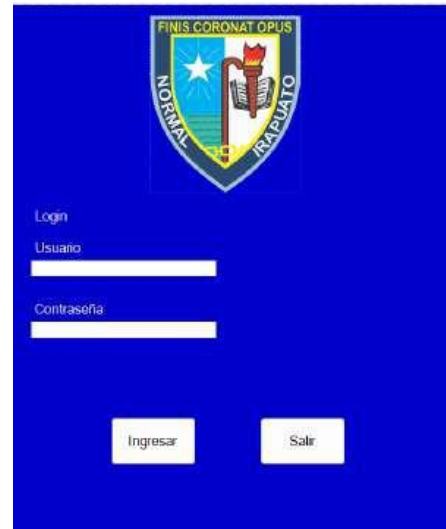 FINIS CORONAT OPUS
NORMAL
IRAPUATO
Login
Usuario
Contraseña
Ingresar
Salir